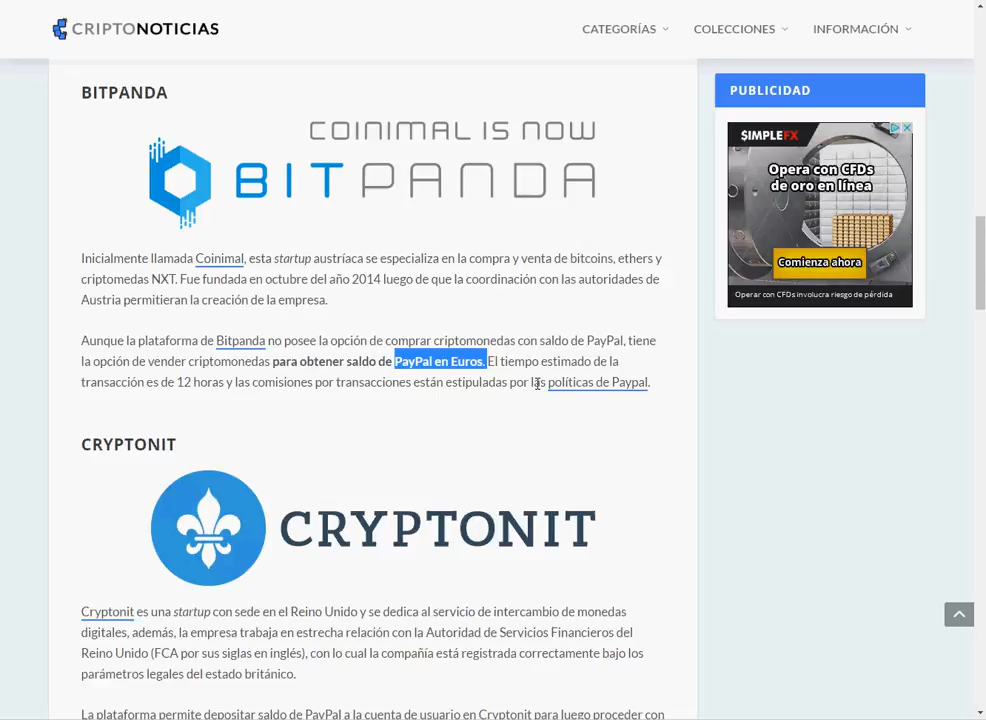 CRIPTONOTICIAS
CATEGORÍAS
COLECCIONES
INFORMACIÓN
BITPANDA
COINIMAL IS NOW
BITPANDA
Inicialmente llamada Coinimal, esta startup austríaca se especializa en la compra y venta de bitcoins, ethers y
criptomedas NXT. Fue fundada en octubre del año 2014 luego de que la coordinación con las autoridades de
Austria permitieran la creación de la empresa.
Aunque la plataforma de Bitpanda no posee la opción de comprar criptomonedas con saldo de PayPal, tiene
la opción de vender criptomonedas para obtener saldo de PayPal en Euros. El tiempo estimado de la
transacción es de 12 horas y las comisiones por transacciones están estipuladas por las políticas de Paypal.
CRYPTONIT
CRYPTONIT
Cryptonit es una startup con sede en el Reino Unido y se dedica al servicio de intercambio de monedas
digitales, además, la empresa trabaja en estrecha relación con la Autoridad de Servicios Financieros del
Reino Unido (FCA por sus siglas en inglés), con lo cual la compañía está registrada correctamente bajo los
parámetros legales del estado británico.
La plataforma permite depositar saldo de PayPal a la cuenta de usuario en Cryptonit para luego proceder con
PUBLICIDAD
SIMPLEFX
Opera con CFDs
de oro en línea
Comienza ahora
Operar con CFDs involucra riesgo de pérdida